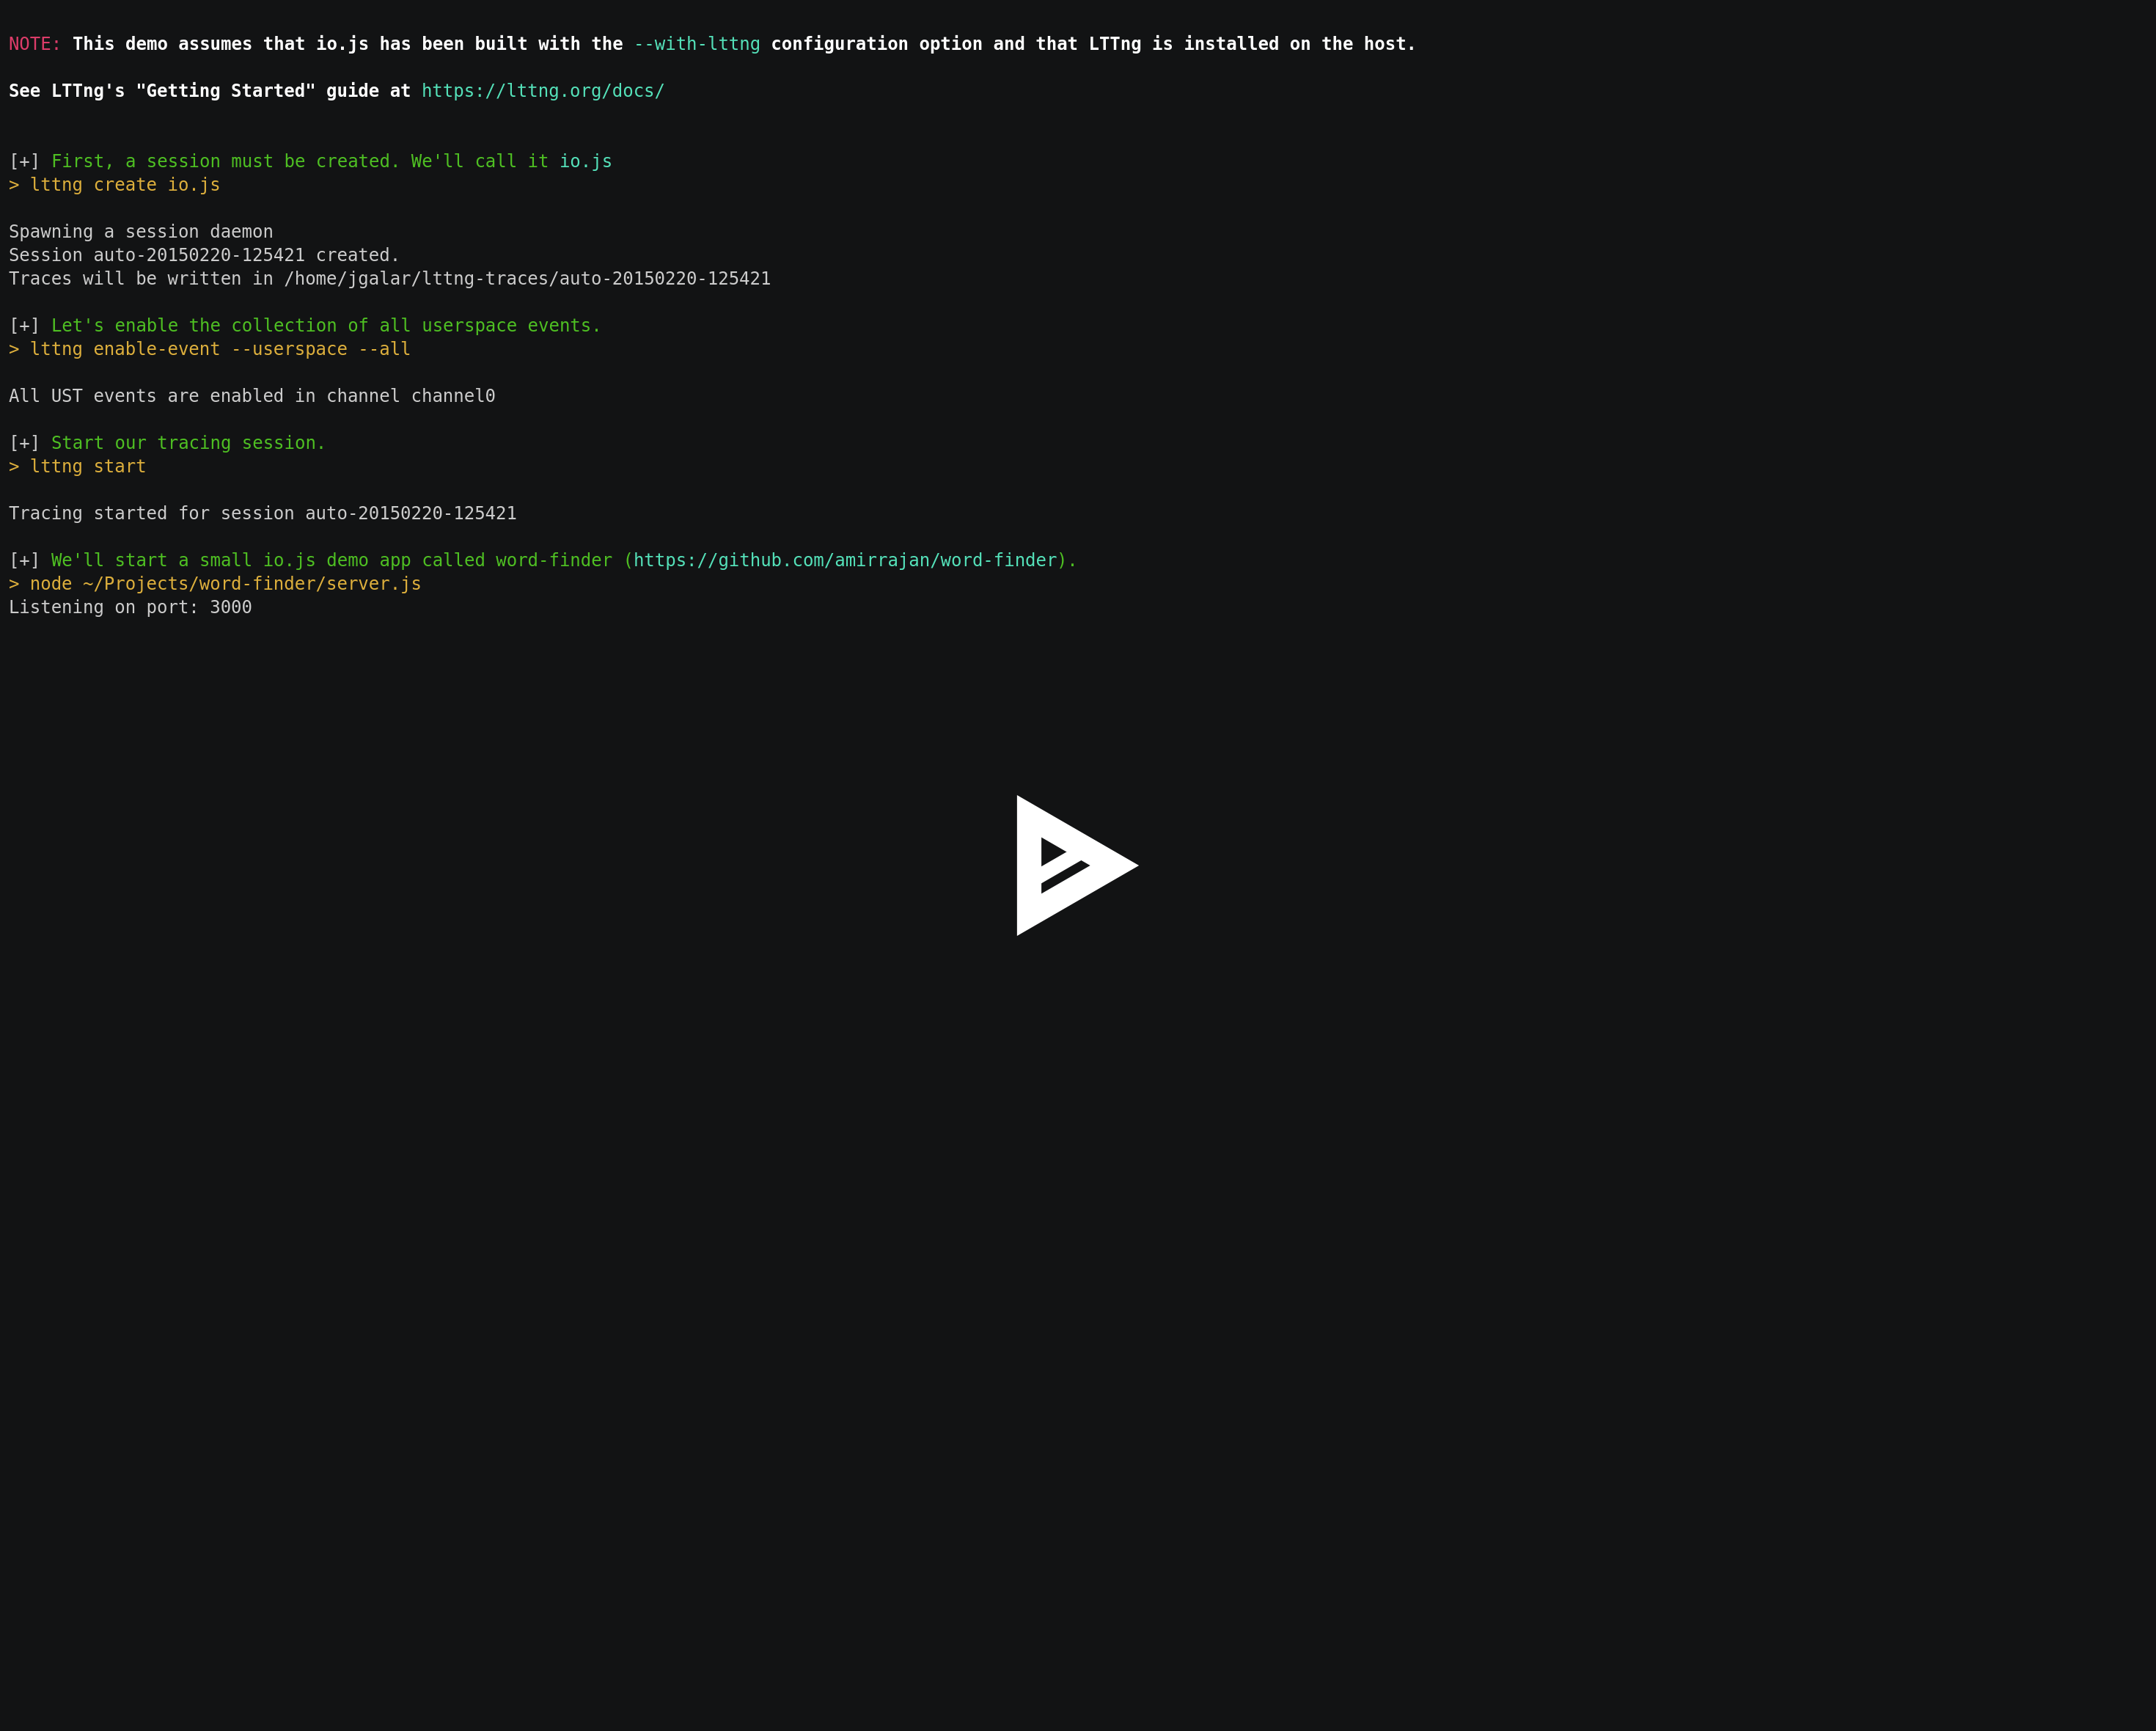 NOTE: This demo assumes that io.js has been built with the --with-lttng configuration option and that LTTng is installed on the host.
See LTTng's "Getting Started" guide at https://lttng.org/docs/
[+] First, a session must be created. We'll call it io.js
> lttng create io.js
Spawning a session daemon
Session auto-20150220-125421 created.
Traces will be written in /home/jgalar/lttng-traces/auto-20150220-125421
[+] Let's enable the collection of all userspace events.
> lttng enable-event --userspace --all
All UST events are enabled in channel channel0
[+] Start our tracing session.
> lttng start
Tracing started for session auto-20150220-125421
[+] We'll start a small io.js demo app called word-finder (https://github.com/amirrajan/word-finder).
> node ~/Projects/word-finder/server.js
Listening on port: 3000